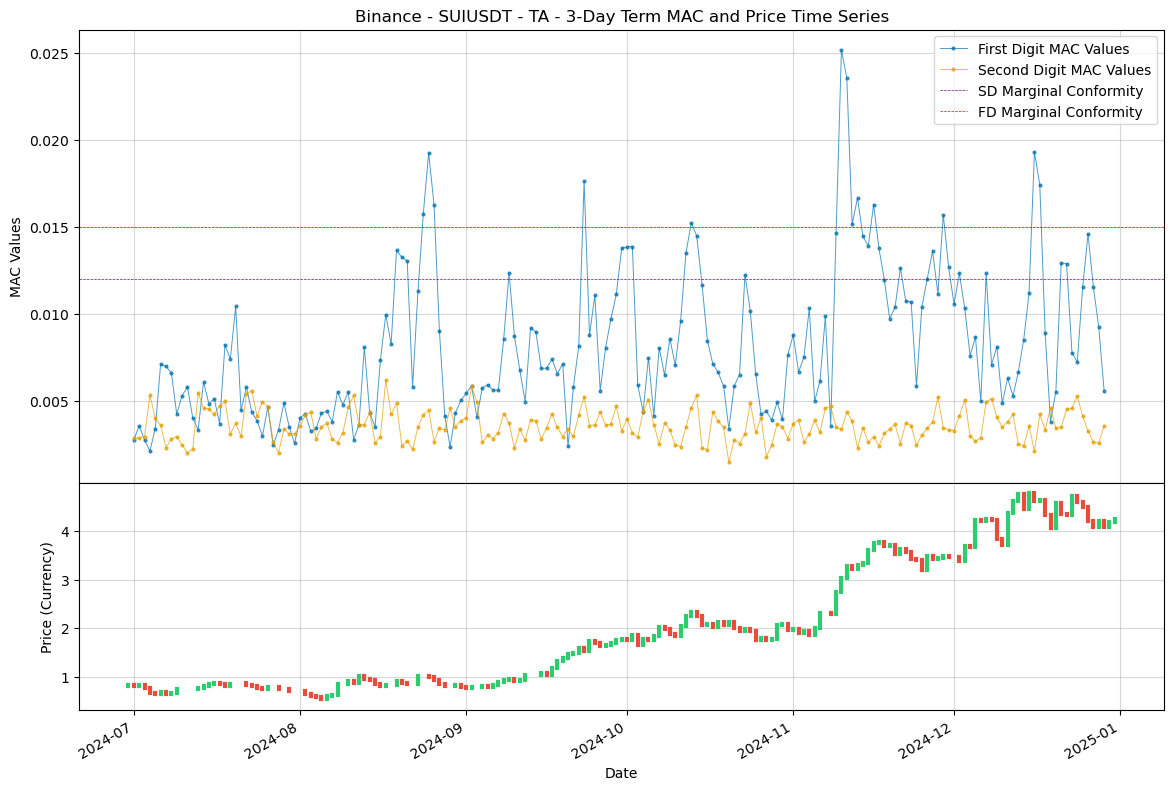 Binance - SUIUSDT - TA - 3-Day Term MAC and Price Time Series
First Digit MAC Values
Second Digit MAC Values
SD Marginal Conformity
FD Marginal Conformity
MAC Values
0.025
0.020
0.015
0.010
0.005
Price (Currency)
4
3
2
1
2024-07
2024-08
2024-09
2024-10
2024-11
2024-12
2025-01
Date